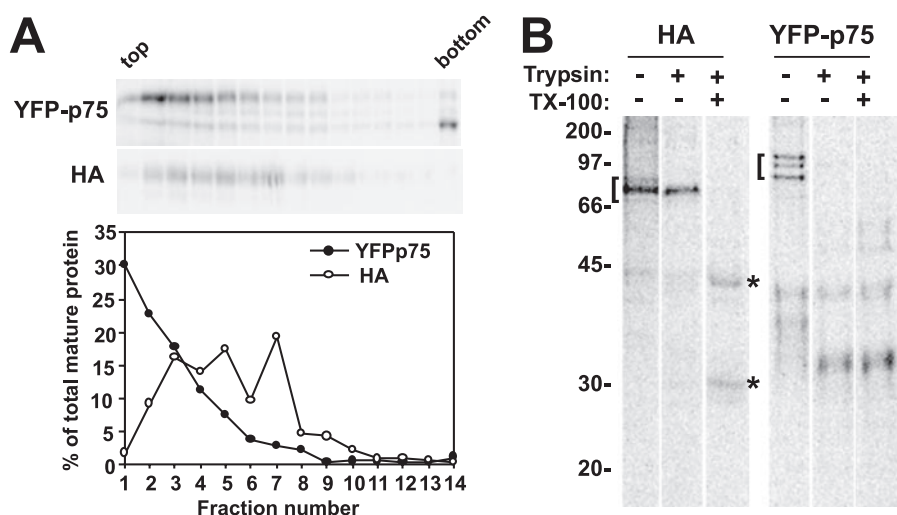 A
top
bottom
YFP-p75
HA
35
30
25
20
15
10
5
0
% of total mature protein
YFPp75
HA
1 2 3 4 5 6 7 8 9 10 11 12 13 14
Fraction number
B
HA YFP-p75
Trypsin: - + + - + +
TX-100: - - + - - +
200-
97-
[ [
66-
45-
*
30- *
20-